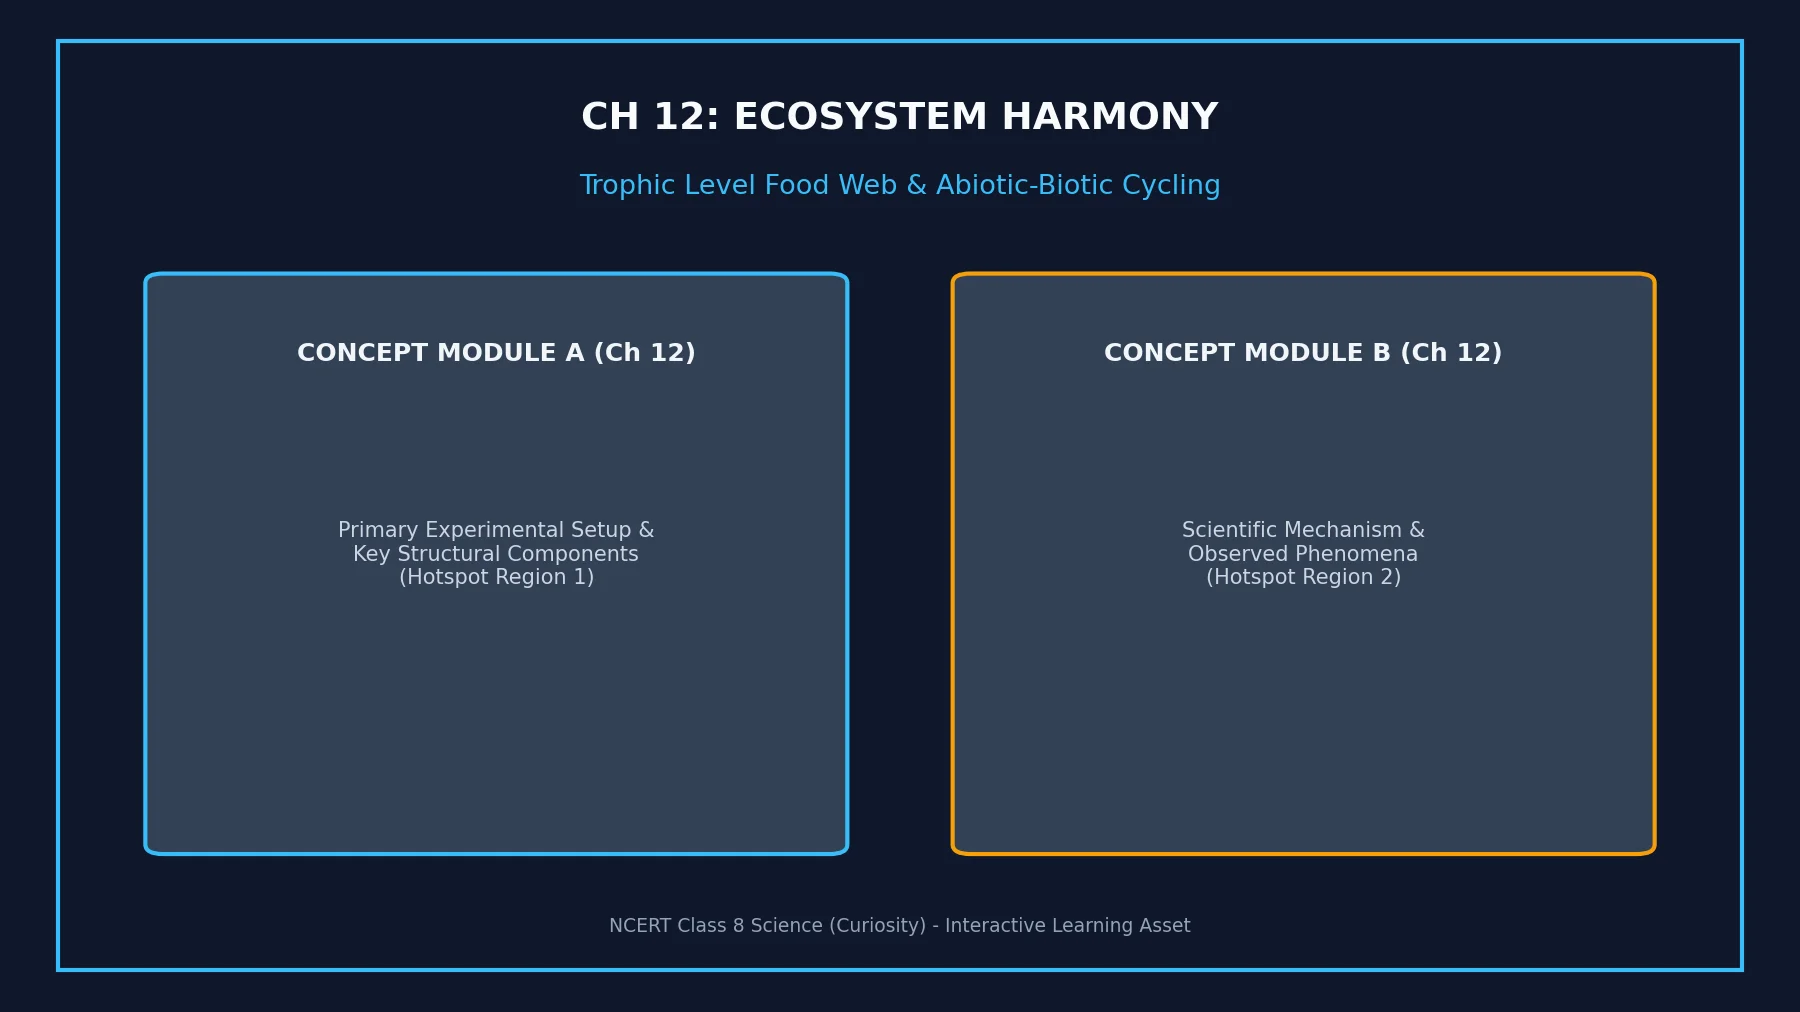 CH 12: ECOSYSTEM HARMONY
Trophic Level Food Web & Abiotic-Biotic Cycling
CONCEPT MODULE A (Ch 12)
Primary Experimental Setup &
Key Structural Components
(Hotspot Region 1)
CONCEPT MODULE B (Ch 12)
Scientific Mechanism &
Observed Phenomena
(Hotspot Region 2)
NCERT Class 8 Science (Curiosity) - Interactive Learning Asset